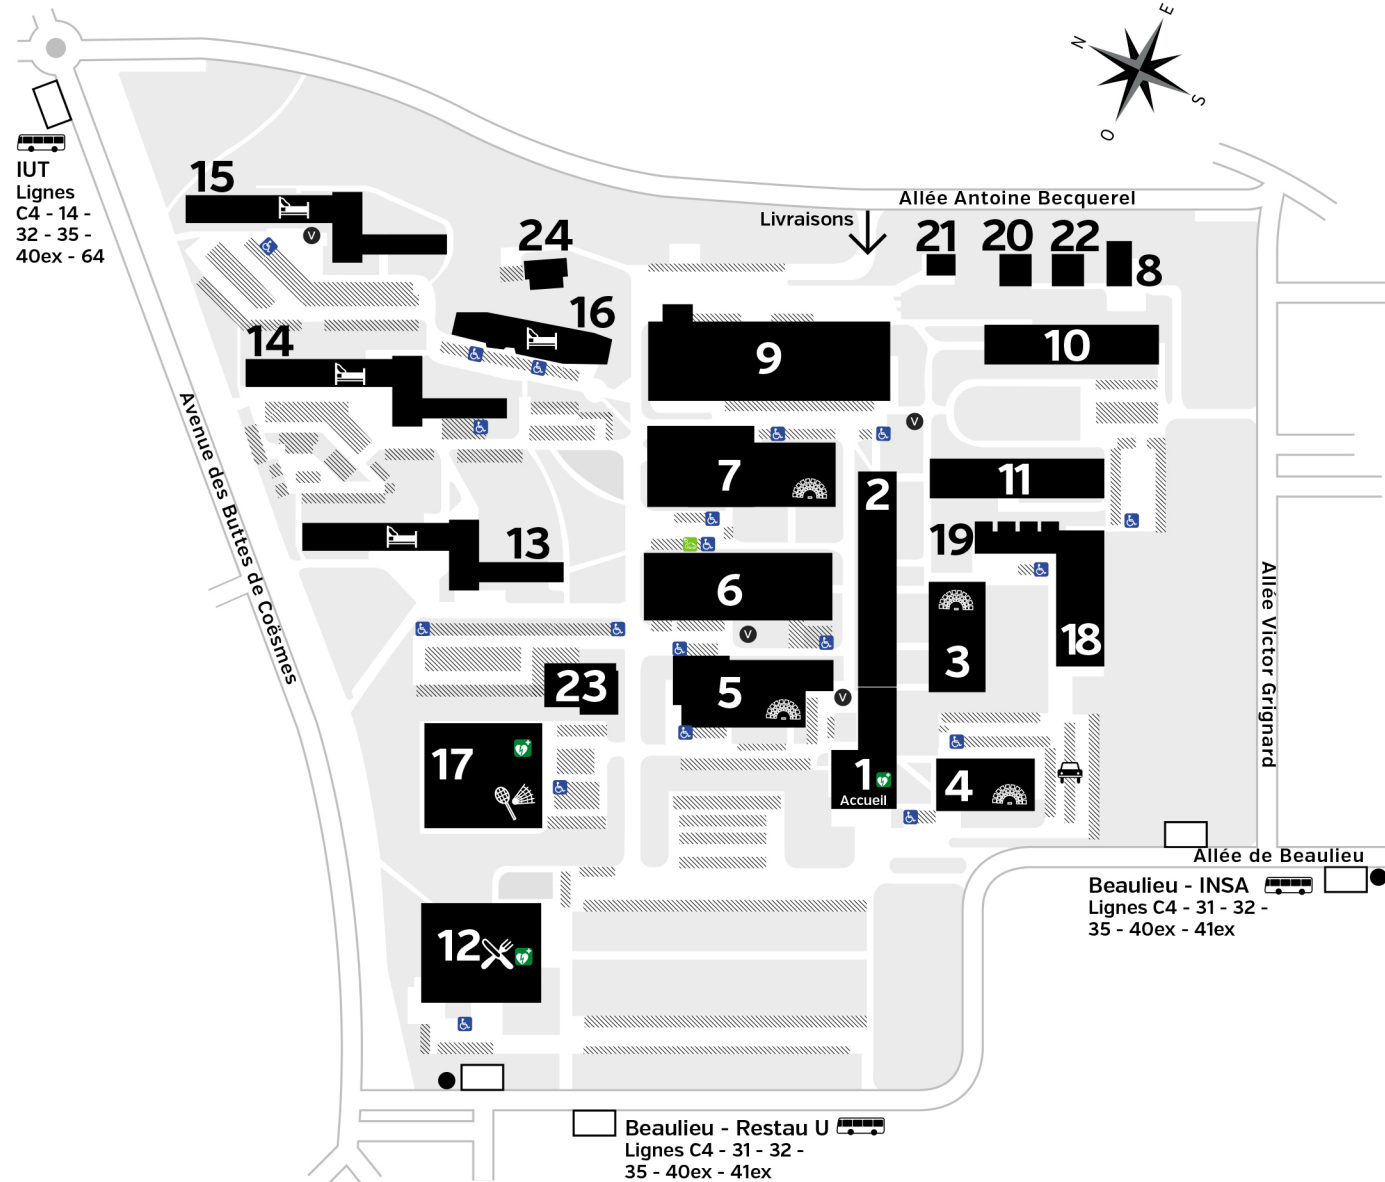 E
N
S
O
IUT
Lignes
C4 - 14 -
32 - 35 -
40ex - 64
15
V
24
16
14
13
Avenue des Buttes de Coësmes
Allée Antoine Becquerel
Livraisons
21
20
22
8
9
10
V
7
2
11
19
6
V
3
18
5
V
23
17
1
Accueil
4
12
Allée Victor Grignard
Allée de Beaulieu
Beaulieu - INSA
Lignes C4 - 31 - 32 -
35 - 40ex - 41ex
Beaulieu - Restau U
Lignes C4 - 31 - 32 -
35 - 40ex - 41ex